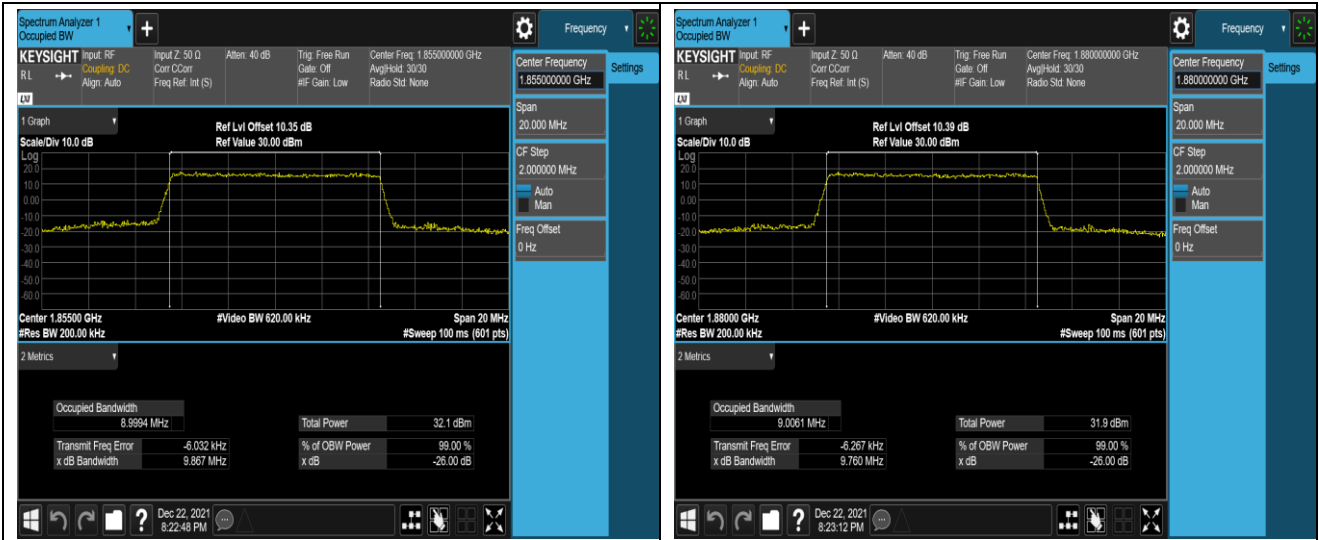 Spectrum Analyzer 1
Occupied BW
Frequency
KEYSIGHT Input: RF
Coupling: DC
Align: Auto
Input Z: 50 Ω
Corr CCorr
Freq Ref: Int (S)
Atten: 40 dB
Trig: Free Run
Gate: Off
#IF Gain: Low
Center Freq: 1.855000000 GHz
Avg|Hold: 30/30
Radio Std: None
RL
LXI
Center Frequency
1.855000000 GHz
Settings
Span
20.000 MHz
CF Step
2.000000 MHz
Auto
Man
Freq Offset
0 Hz
1 Graph
Scale/Div 10.0 dB
Ref Lvl Offset 10.35 dB
Ref Value 30.00 dBm
Log
20.0
10.0
0.00
-10.0
-20.0
-30.0
-40.0
-50.0
-60.0
Center 1.85500 GHz
#Video BW 620.00 kHz
Span 20 MHz
#Res BW 200.00 kHz
#Sweep 100 ms (601 pts)
2 Metrics
Occupied Bandwidth
8.9994 MHz
Total Power 32.1 dBm
Transmit Freq Error -6.032 kHz
% of OBW Power 99.00 %
x dB Bandwidth 9.867 MHz
x dB -26.00 dB
?
Dec 22, 2021
8:22:48 PM
Spectrum Analyzer 1
Occupied BW
Frequency
KEYSIGHT Input: RF
Coupling: DC
Align: Auto
Input Z: 50 Ω
Corr CCorr
Freq Ref: Int (S)
Atten: 40 dB
Trig: Free Run
Gate: Off
#IF Gain: Low
Center Freq: 1.880000000 GHz
Avg|Hold: 30/30
Radio Std: None
RL
LXI
Center Frequency
1.880000000 GHz
Settings
Span
20.000 MHz
CF Step
2.000000 MHz
Auto
Man
Freq Offset
0 Hz
1 Graph
Scale/Div 10.0 dB
Ref Lvl Offset 10.39 dB
Ref Value 30.00 dBm
Log
20.0
10.0
0.00
-10.0
-20.0
-30.0
-40.0
-50.0
-60.0
Center 1.88000 GHz
#Video BW 620.00 kHz
Span 20 MHz
#Res BW 200.00 kHz
#Sweep 100 ms (601 pts)
2 Metrics
Occupied Bandwidth
9.0061 MHz
Total Power 31.9 dBm
Transmit Freq Error -6.267 kHz
% of OBW Power 99.00 %
x dB Bandwidth 9.760 MHz
x dB -26.00 dB
?
Dec 22, 2021
8:23:12 PM